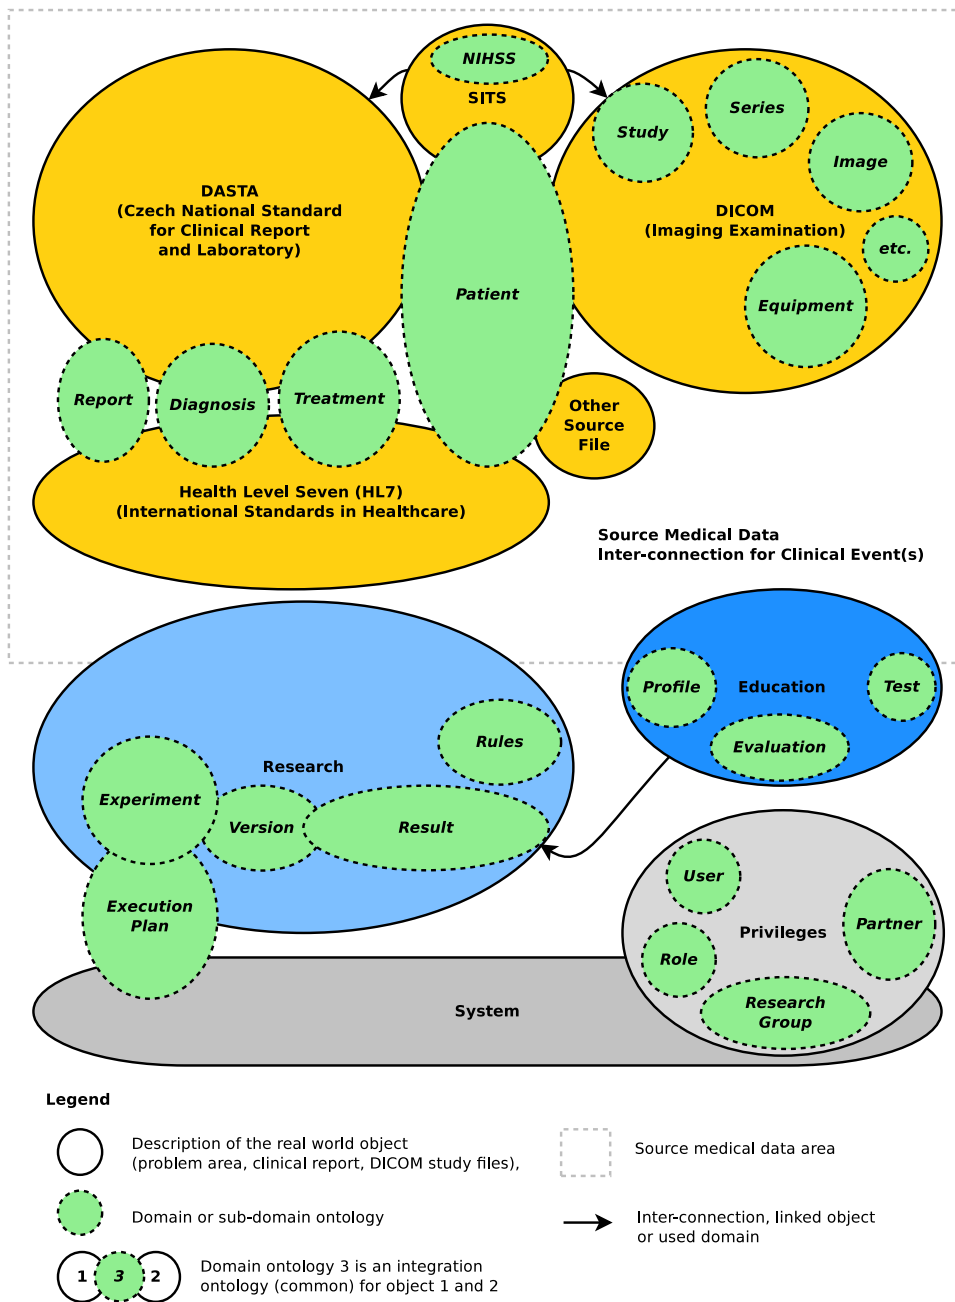 NIHSS
SITS
Study
Series
Image
DASTA
(Czech National Standard
for Clinical Report
and Laboratory)
DICOM
(Imaging Examination)
etc.
Patient
Equipment
Report
Diagnosis
Treatment
Other
Source
File
Health Level Seven (HL7)
(International Standards in Healthcare)
Source Medical Data
Inter-connection for Clinical Event(s)
Profile
Education
Test
Evaluation
Rules
Research
Experiment
Version
Result
Execution
Plan
User
Partner
Privileges
Role
Research
Group
System
Legend
Description of the real world object
(problem area, clinical report, DICOM study files),
Source medical data area
Domain or sub-domain ontology
Inter-connection, linked object
or used domain
1 3 2
Domain ontology 3 is an integration
ontology (common) for object 1 and 2